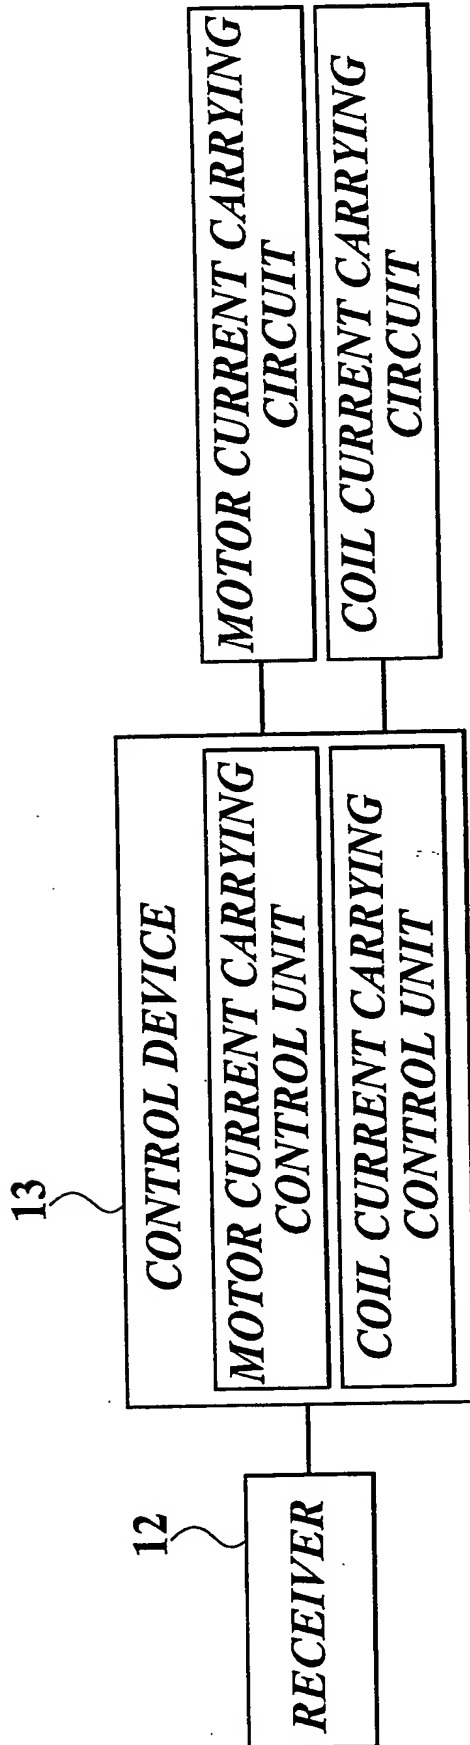 12
RECEIVER
13
CONTROL DEVICE
MOTOR CURRENT CARRYING
CONTROL UNIT
COIL CURRENT CARRYING
CONTROL UNIT
MOTOR CURRENT CARRYING
CIRCUIT
COIL CURRENT CARRYING
CIRCUIT